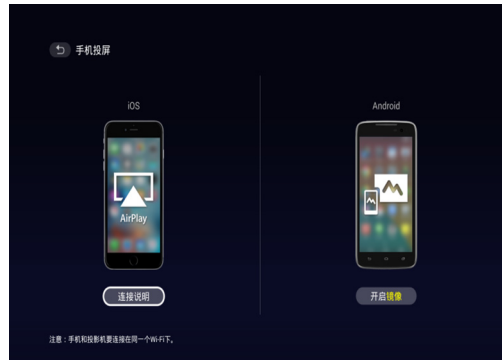 手机投屏
iOS
Android
AirPlay
连接说明
开启镜像
注意：手机和投影机要连接在同一个Wi-Fi下。